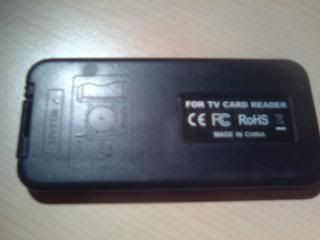 FOR TV CARD READER
CE FC RoHS
MADE IN CHINA